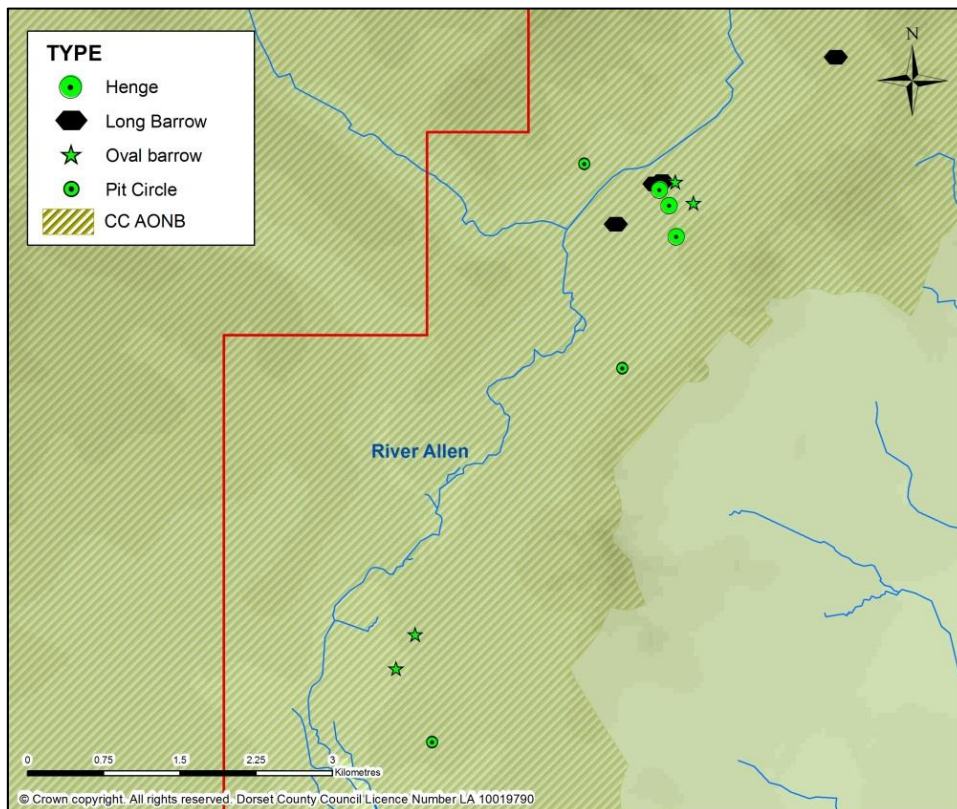 TYPE
Henge
Long Barrow
Oval barrow
Pit Circle
CC AONB
N
River Allen
0 0.75 1.5 2.25 3
Kilometres
© Crown copyright. All rights reserved. Dorset County Council Licence Number LA 10019790